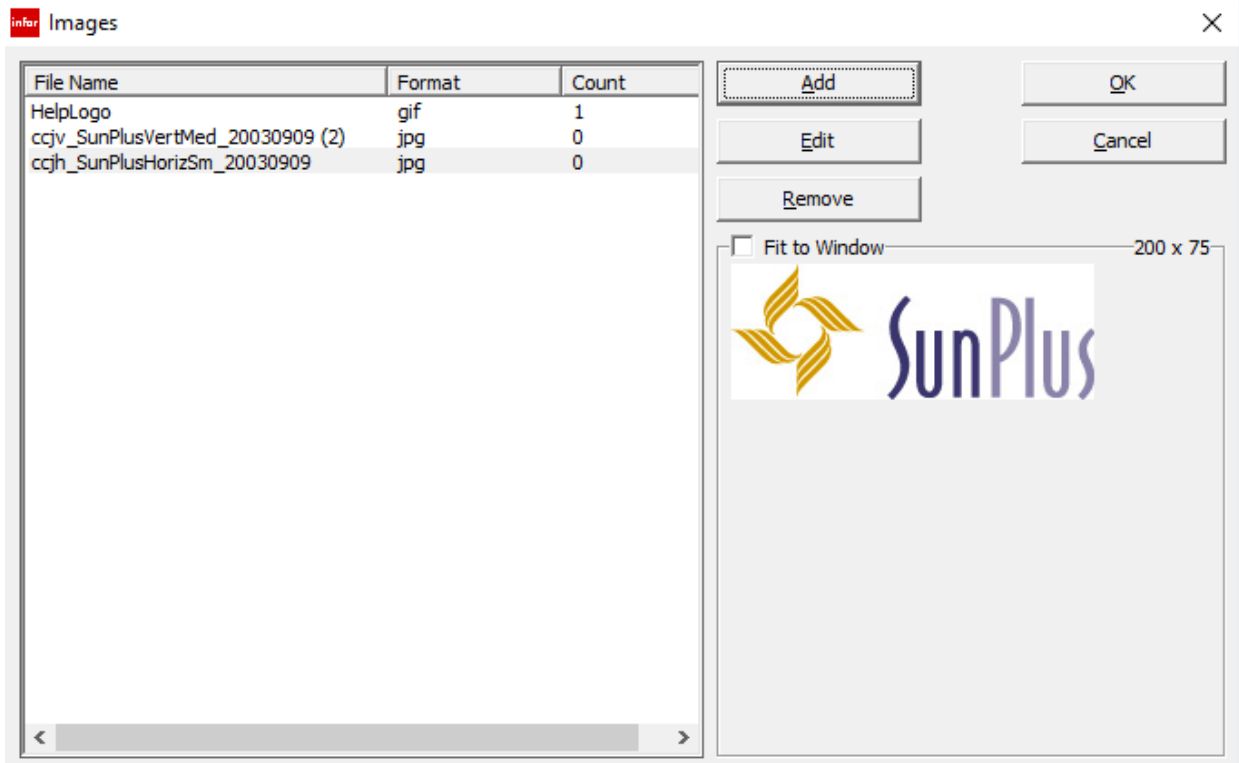 infor Images
File Name Format Count
HelpLogo gif 1
ccjv_SunPlusVertMed_20030909 (2) jpg 0
ccjh_SunPlusHorizSm_20030909 jpg 0
Add OK
Edit Cancel
Remove
Fit to Window 200 x 75
SunPlus